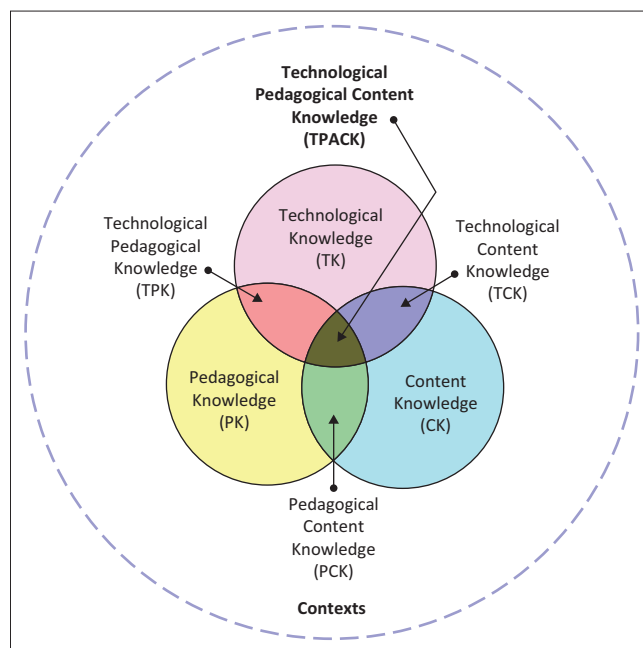 Technological
Pedagogical Content
Knowledge
(TPACK)
Technological
Knowledge
(TK)
Technological
Pedagogical
Knowledge
(TPK)
Technological
Content
Knowledge
(TCK)
Pedagogical
Knowledge
(PK)
Content
Knowledge
(CK)
Pedagogical
Content
Knowledge
(PCK)
Contexts